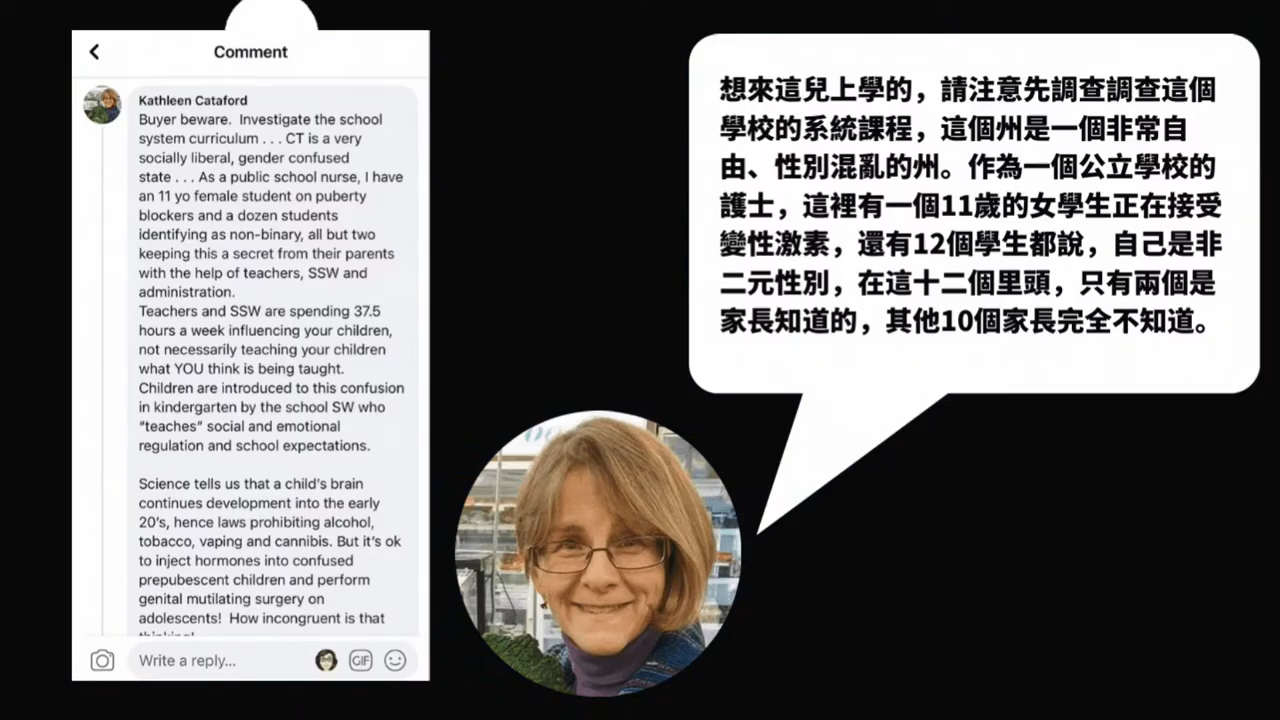 Comment
Kathleen Cataford
Buyer beware. Investigate the school
system curriculum . . . CT is a very
socially liberal, gender confused
state . . . As a public school nurse, I have
an 11 yo female student on puberty
blockers and a dozen students
identifying as non-binary, all but two
keeping this a secret from their parents
with the help of teachers, SSW and
administration.
Teachers and SSW are spending 37.5
hours a week influencing your children,
not necessarily teaching your children
what YOU think is being taught.
Children are introduced to this confusion
in kindergarten by the school SW who
“teaches” social and emotional
regulation and school expectations.
Science tells us that a child's brain
continues development into the early
20's, hence laws prohibiting alcohol,
tobacco, vaping and cannibis. But it's ok
to inject hormones into confused
prepubescent children and perform
genital mutilating surgery on
adolescents! How incongruent is that
Write a reply...
GIF
想來這兒上學的，請注意先調查調查這個
學校的系統課程，這個州是一個非常自
由、性別混亂的州。作為一個公立學校的
護士，這裡有一個11歲的女學生正在接受
變性激素，還有12個學生都說，自己是非
二元性別，在這十二個里頭，只有兩個是
家長知道的，其他10個家長完全不知道。